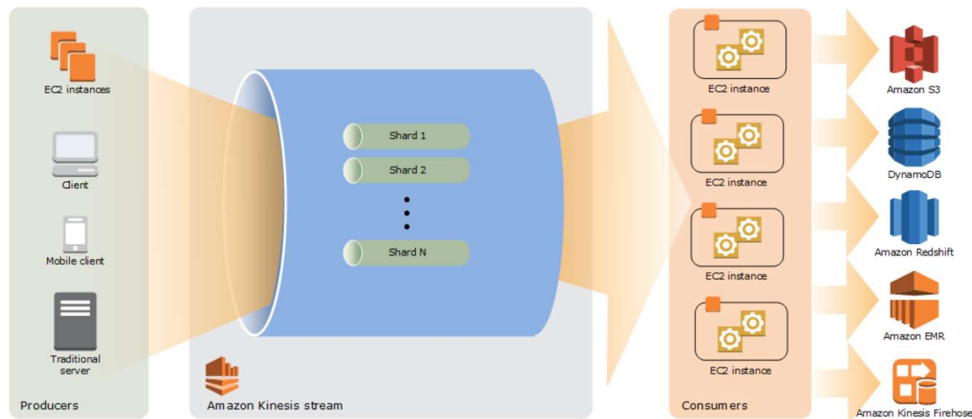 EC2 instances
Client
Mobile client
Traditional
server
Producers
Shard 1
Shard 2
Shard N
Amazon Kinesis stream
EC2 instance
EC2 instance
EC2 instance
EC2 instance
Consumers
Amazon S3
DynamoDB
Amazon Redshift
Amazon EMR
Amazon Kinesis Firehose